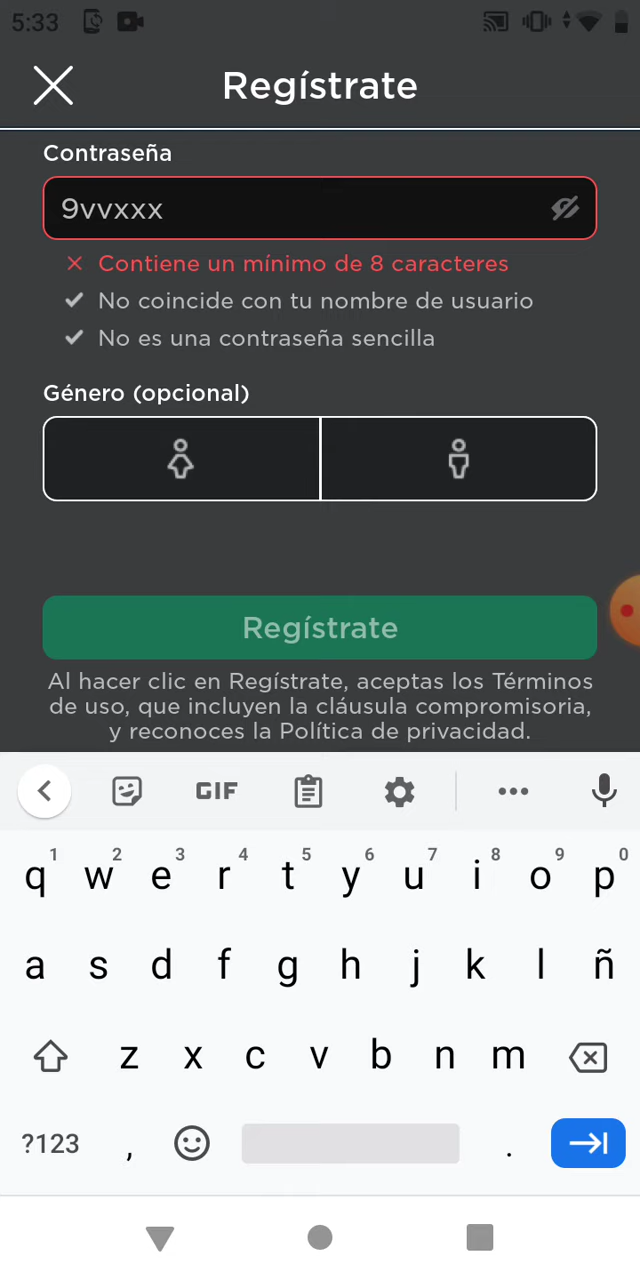 5:33
Regístrate
Contraseña
9vvxxx
Contiene un mínimo de 8 caracteres
No coincide con tu nombre de usuario
No es una contraseña sencilla
Género (opcional)
Regístrate
Al hacer clic en Regístrate, aceptas los Términos
de uso, que incluyen la cláusula compromisoria,
y reconoces la Política de privacidad.
GIF
1 2 3 4 5 6 7 8 9 0
q w e r t y u i o p
a s d f g h j k l ñ
z x c v b n m
?123 , .